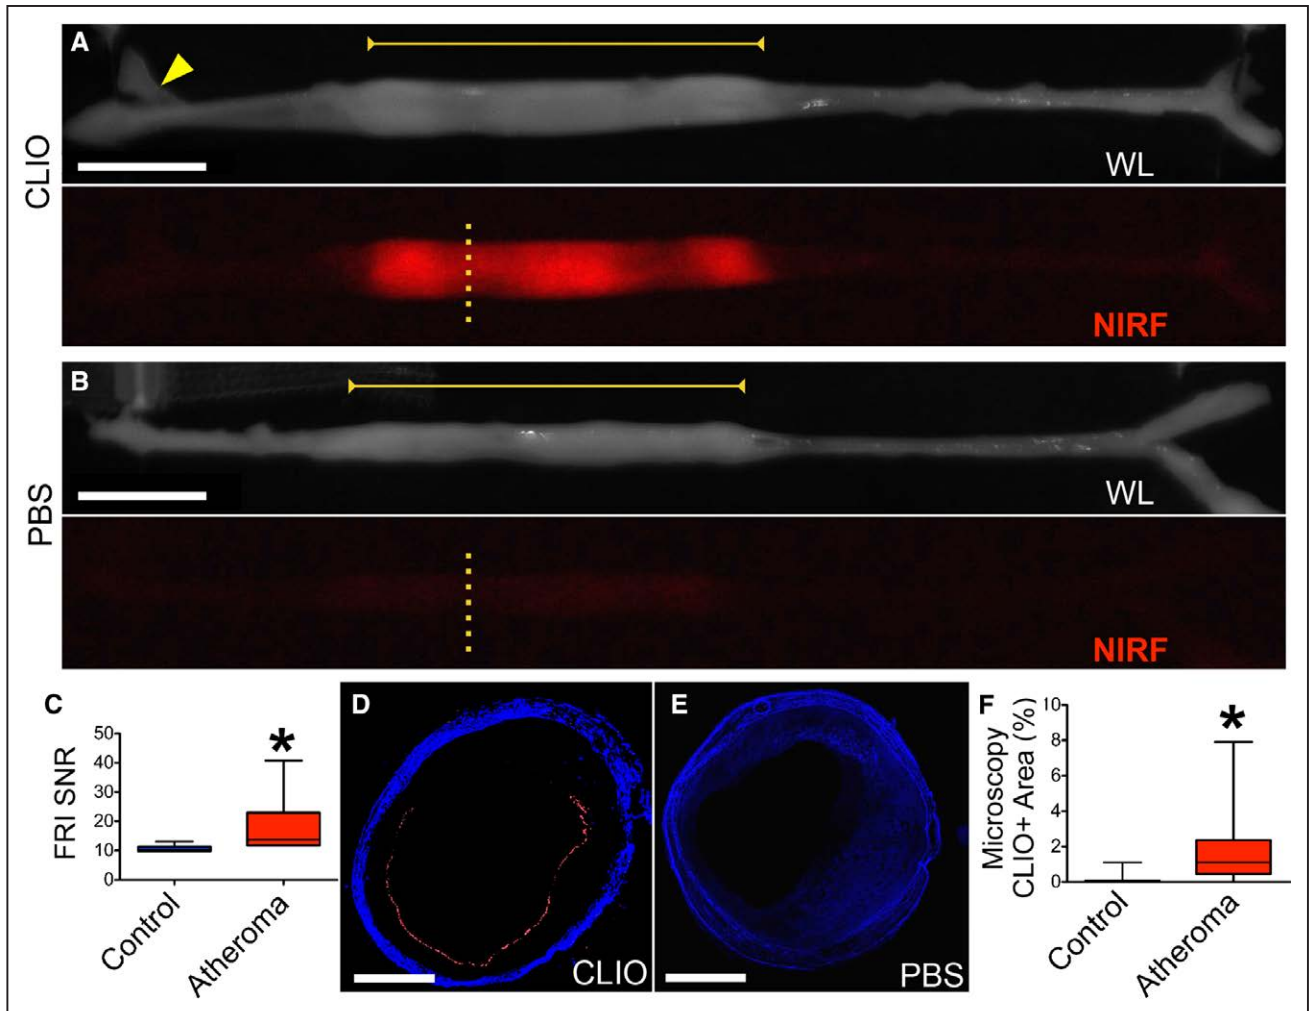 A
CLIO
WL
NIRF
B
PBS
WL
NIRF
C
FRI SNR
50
40
30
20
10
0
Control
Atheroma
*
D
CLIO
E
PBS
F
Microscopy
CLIO+ Area (%)
10
8
6
4
2
0
Control
Atheroma
*